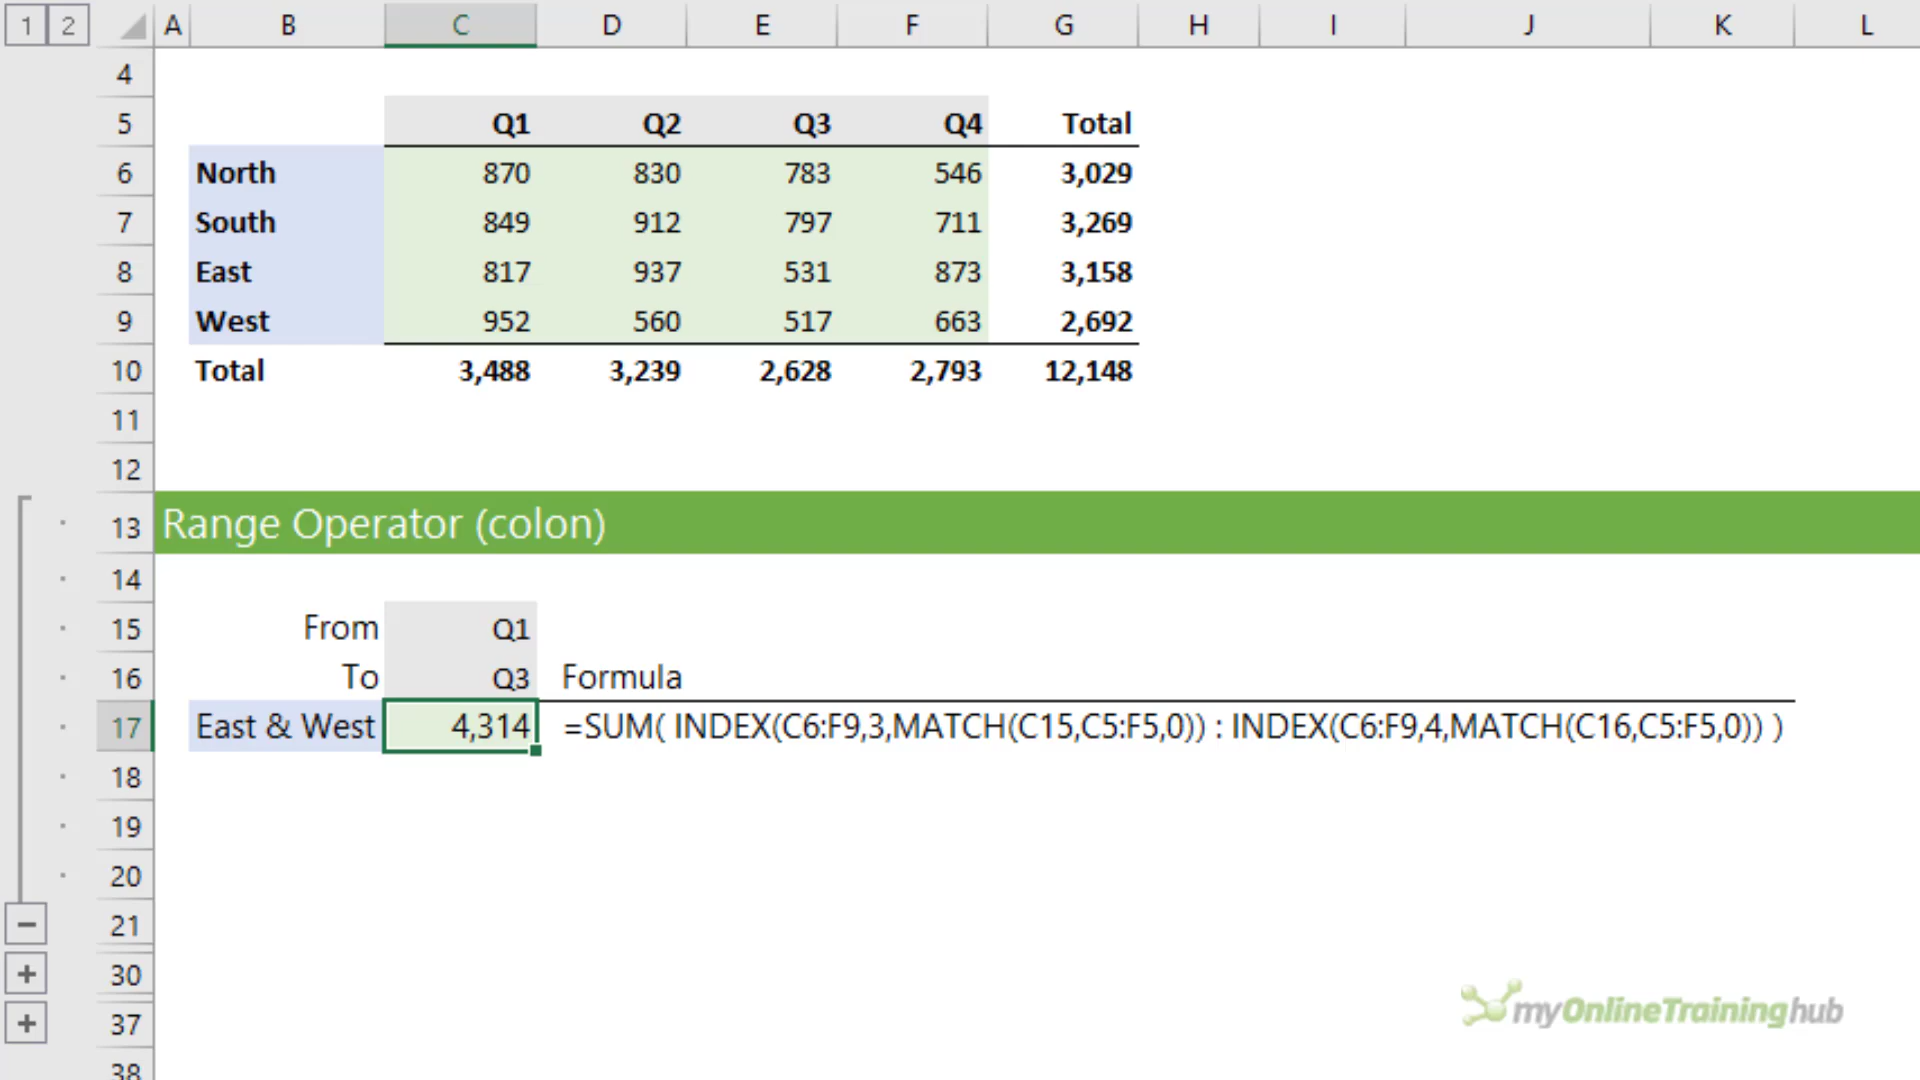 1 2 A B C D E F G H I J K L
4
5 Q1 Q2 Q3 Q4 Total
6 North 870 830 783 546 3,029
7 South 849 912 797 711 3,269
8 East 817 937 531 873 3,158
9 West 952 560 517 663 2,692
10 Total 3,488 3,239 2,628 2,793 12,148
11
12
13 Range Operator (colon)
14
15 From Q1
16 To Q3 Formula
17 East & West 4,314 =SUM( INDEX(C6:F9,3,MATCH(C15,C5:F5,0)) : INDEX(C6:F9,4,MATCH(C16,C5:F5,0)) )
18
19
20
21
30
37
myOnlineTraininghub
38